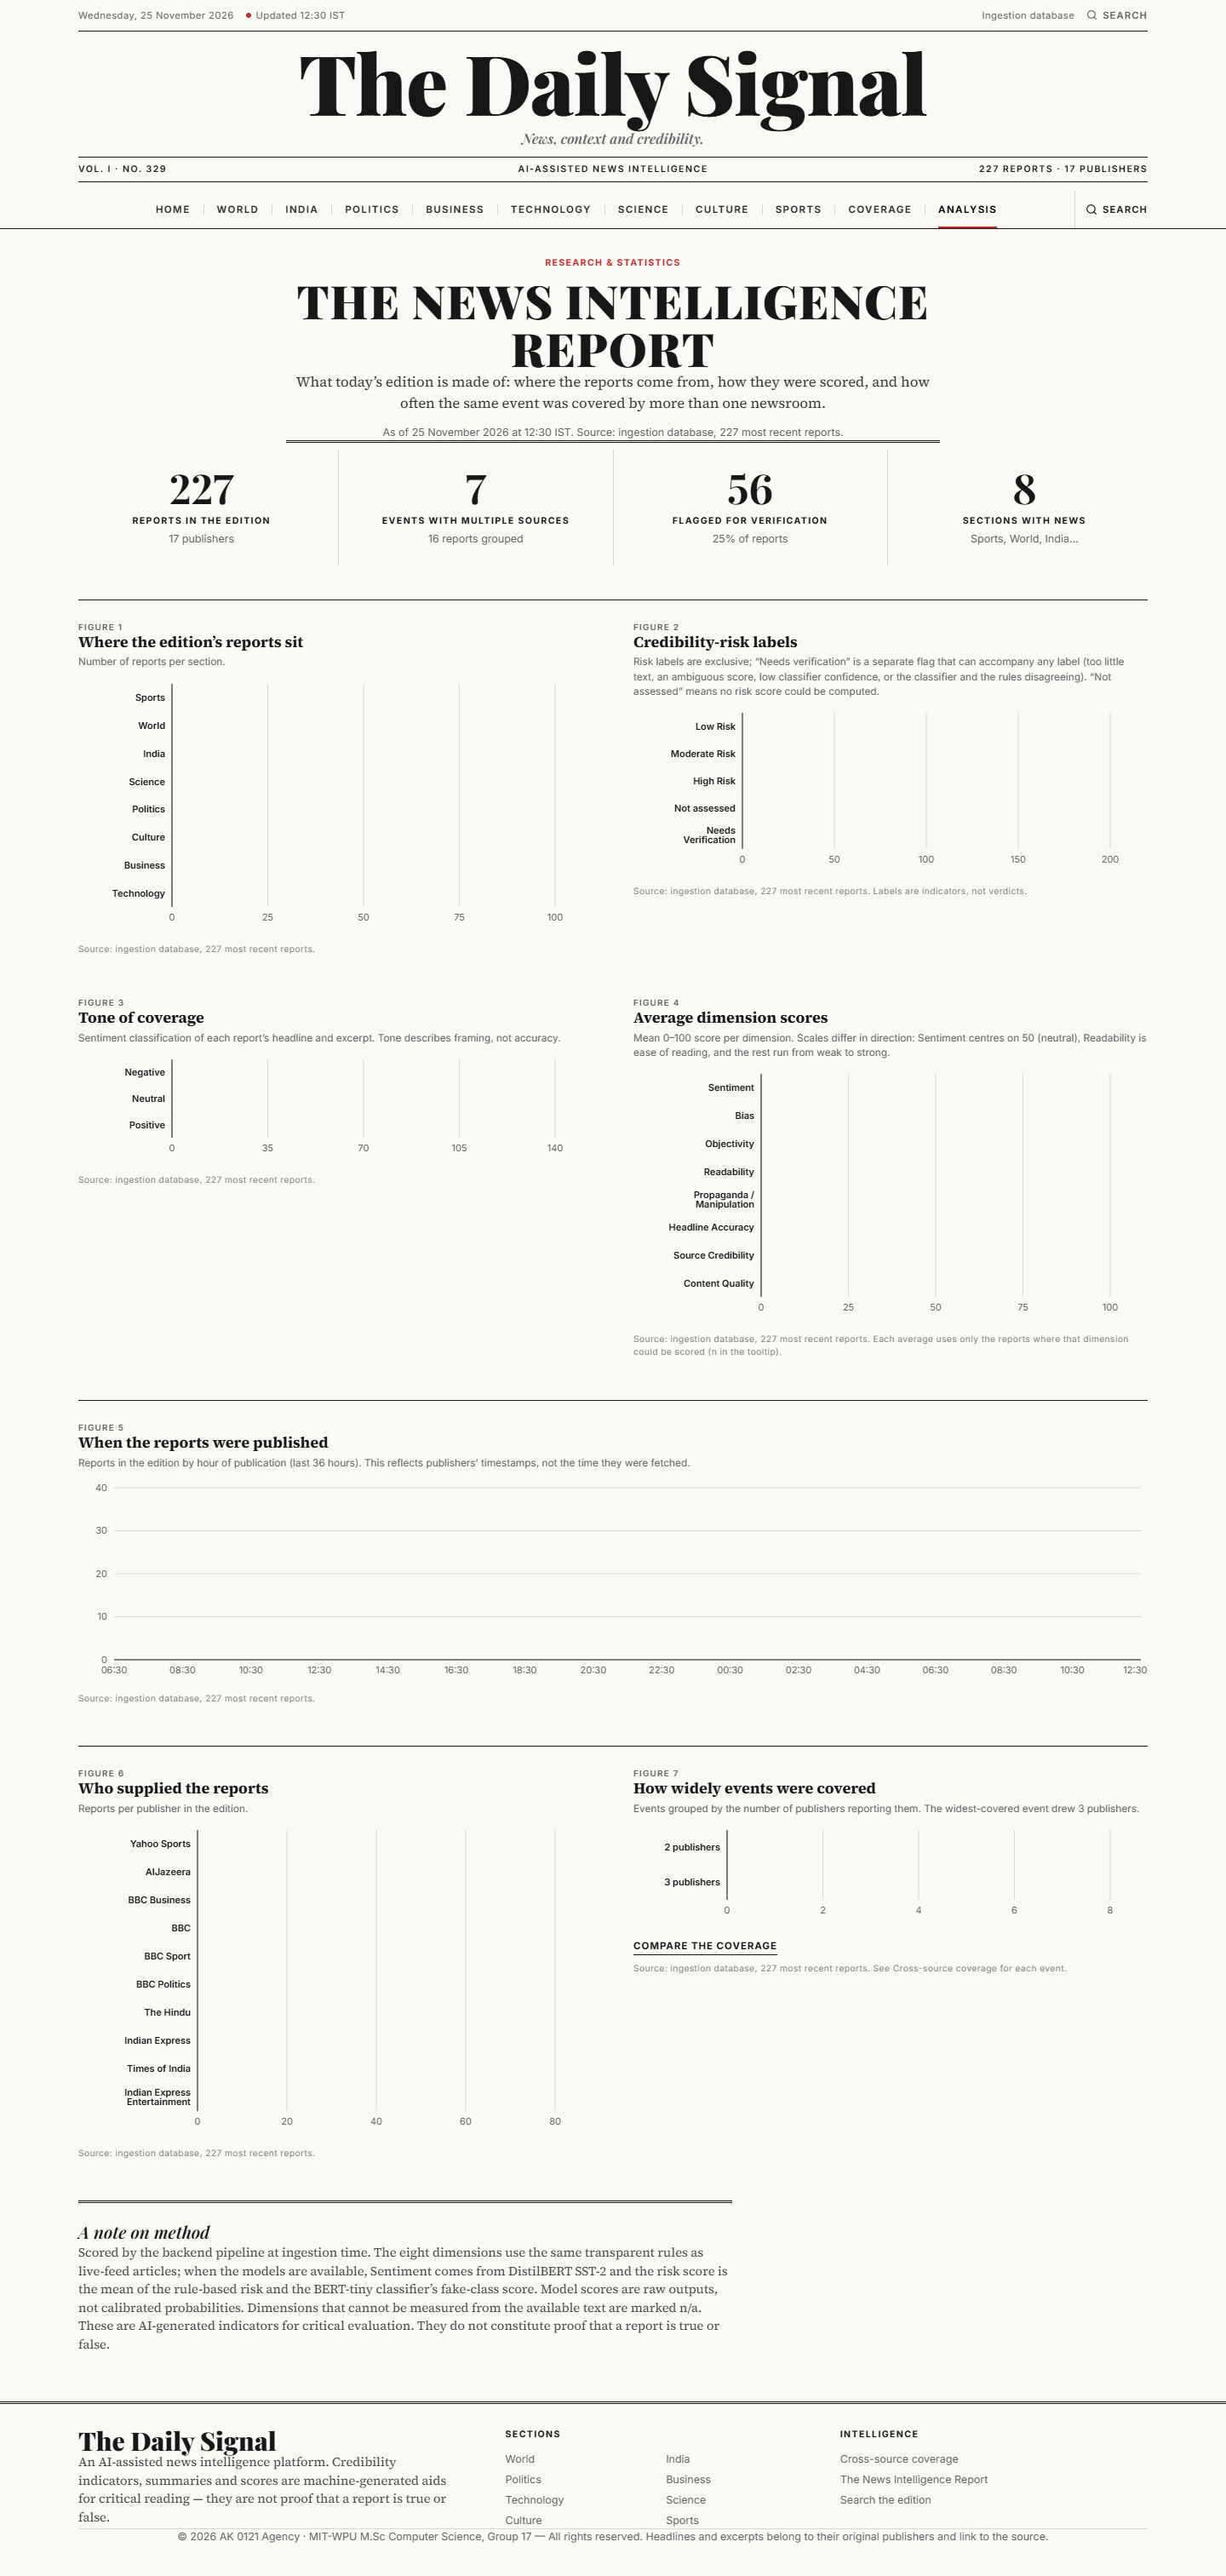 Wednesday, 25 November 2026 Updated 12:30 IST
Ingestion database SEARCH
The Daily Signal
News, context and credibility.
VOL. I · NO. 329
AI-ASSISTED NEWS INTELLIGENCE
227 REPORTS · 17 PUBLISHERS
HOME WORLD INDIA POLITICS BUSINESS TECHNOLOGY SCIENCE CULTURE SPORTS COVERAGE ANALYSIS SEARCH
RESEARCH & STATISTICS
THE NEWS INTELLIGENCE
REPORT
What today’s edition is made of: where the reports come from, how they were scored, and how
often the same event was covered by more than one newsroom.
As of 25 November 2026 at 12:30 IST. Source: ingestion database, 227 most recent reports.
227
REPORTS IN THE EDITION
17 publishers
7
EVENTS WITH MULTIPLE SOURCES
16 reports grouped
56
FLAGGED FOR VERIFICATION
25% of reports
8
SECTIONS WITH NEWS
Sports, World, India…
FIGURE 1
Where the edition’s reports sit
Number of reports per section.
Sports
World
India
Science
Politics
Culture
Business
Technology
0 25 50 75 100
Source: ingestion database, 227 most recent reports.
FIGURE 2
Credibility-risk labels
Risk labels are exclusive; “Needs verification” is a separate flag that can accompany any label (too little
text, an ambiguous score, low classifier confidence, or the classifier and the rules disagreeing). “Not
assessed” means no risk score could be computed.
Low Risk
Moderate Risk
High Risk
Not assessed
Needs
Verification
0 50 100 150 200
Source: ingestion database, 227 most recent reports. Labels are indicators, not verdicts.
FIGURE 3
Tone of coverage
Sentiment classification of each report’s headline and excerpt. Tone describes framing, not accuracy.
Negative
Neutral
Positive
0 35 70 105 140
Source: ingestion database, 227 most recent reports.
FIGURE 4
Average dimension scores
Mean 0–100 score per dimension. Scales differ in direction: Sentiment centres on 50 (neutral), Readability is
ease of reading, and the rest run from weak to strong.
Sentiment
Bias
Objectivity
Readability
Propaganda /
Manipulation
Headline Accuracy
Source Credibility
Content Quality
0 25 50 75 100
Source: ingestion database, 227 most recent reports. Each average uses only the reports where that dimension
could be scored (n in the tooltip).
FIGURE 5
When the reports were published
Reports in the edition by hour of publication (last 36 hours). This reflects publishers’ timestamps, not the time they were fetched.
40
30
20
10
0
06:30 08:30 10:30 12:30 14:30 16:30 18:30 20:30 22:30 00:30 02:30 04:30 06:30 08:30 10:30 12:30
Source: ingestion database, 227 most recent reports.
FIGURE 6
Who supplied the reports
Reports per publisher in the edition.
Yahoo Sports
AlJazeera
BBC Business
BBC
BBC Sport
BBC Politics
The Hindu
Indian Express
Times of India
Indian Express
Entertainment
0 20 40 60 80
Source: ingestion database, 227 most recent reports.
FIGURE 7
How widely events were covered
Events grouped by the number of publishers reporting them. The widest-covered event drew 3 publishers.
2 publishers
3 publishers
0 2 4 6 8
COMPARE THE COVERAGE
Source: ingestion database, 227 most recent reports. See Cross-source coverage for each event.
A note on method
Scored by the backend pipeline at ingestion time. The eight dimensions use the same transparent rules as
live-feed articles; when the models are available, Sentiment comes from DistilBERT SST-2 and the risk score is
the mean of the rule-based risk and the BERT-tiny classifier’s fake-class score. Model scores are raw outputs,
not calibrated probabilities. Dimensions that cannot be measured from the available text are marked n/a.
These are AI-generated indicators for critical evaluation. They do not constitute proof that a report is true or
false.
The Daily Signal
An AI-assisted news intelligence platform. Credibility
indicators, summaries and scores are machine-generated aids
for critical reading — they are not proof that a report is true or
false.
SECTIONS
World India
Politics Business
Technology Science
Culture Sports
INTELLIGENCE
Cross-source coverage
The News Intelligence Report
Search the edition
© 2026 AK 0121 Agency · MIT-WPU M.Sc Computer Science, Group 17 — All rights reserved. Headlines and excerpts belong to their original publishers and link to the source.